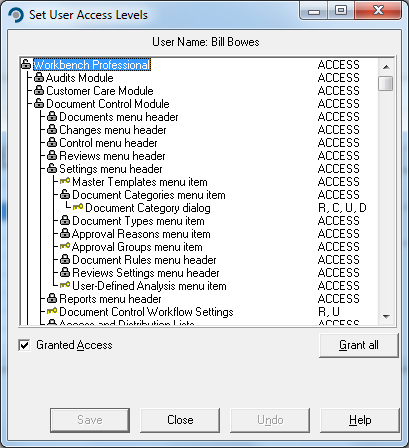 Set User Access Levels
User Name: Bill Bowes
Workbench Professional ACCESS
Audits Module ACCESS
Customer Care Module ACCESS
Document Control Module ACCESS
Documents menu header ACCESS
Changes menu header ACCESS
Control menu header ACCESS
Reviews menu header ACCESS
Settings menu header ACCESS
Master Templates menu item ACCESS
Document Categories menu item ACCESS
Document Category dialog R, C, U, D
Document Types menu item ACCESS
Approval Reasons menu item ACCESS
Approval Groups menu item ACCESS
Document Rules menu header ACCESS
Reviews Settings menu header ACCESS
User-Defined Analysis menu item ACCESS
Reports menu header ACCESS
Document Control Workflow Settings R, U
Access and Distribution Lists ACCESS
Granted Access
Grant all
Save Close Undo Help